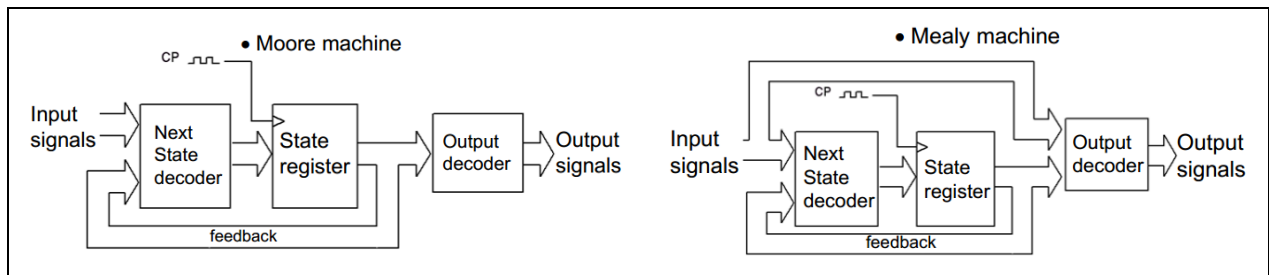 • Moore machine
CP
Input
signals
Next
State
decoder
State
register
Output
decoder
Output
signals
feedback
• Mealy machine
CP
Input
signals
Next
State
decoder
State
register
Output
decoder
Output
signals
feedback